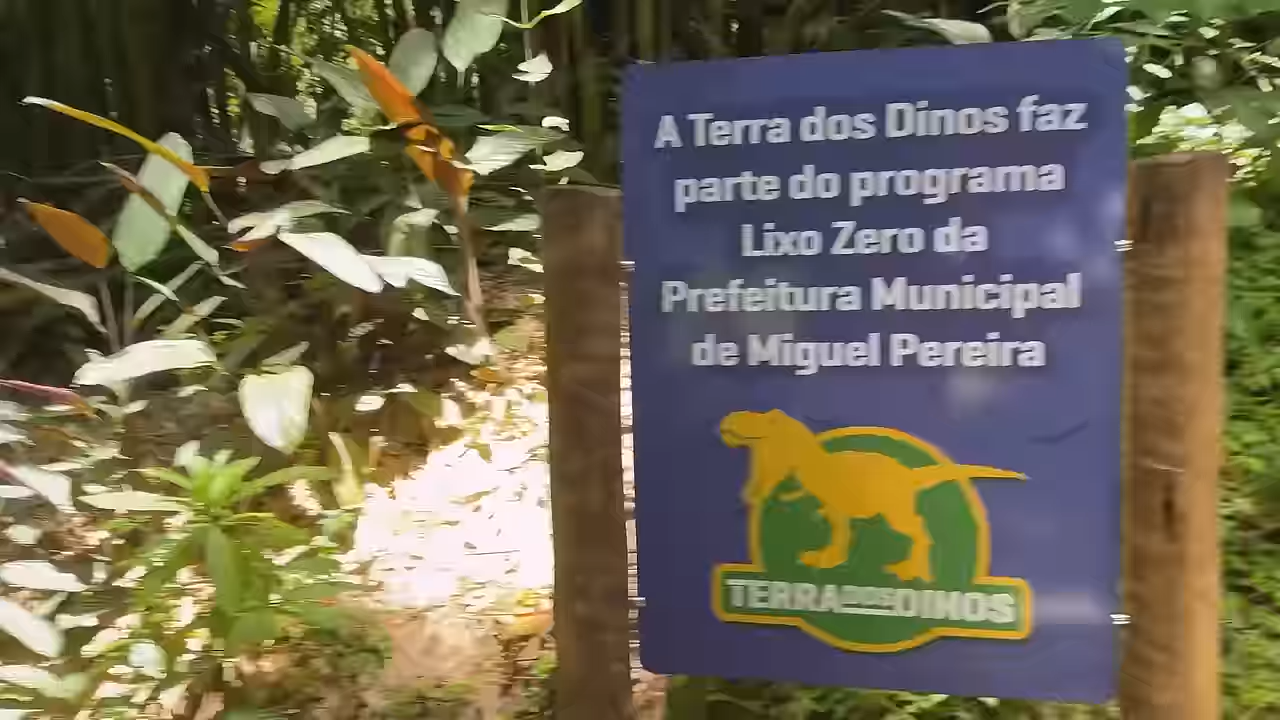 A Terra dos Dinos faz
parte do programa
Lixo Zero da
Prefeitura Municipal
de Miguel Pereira
TERRA DOS DINOS